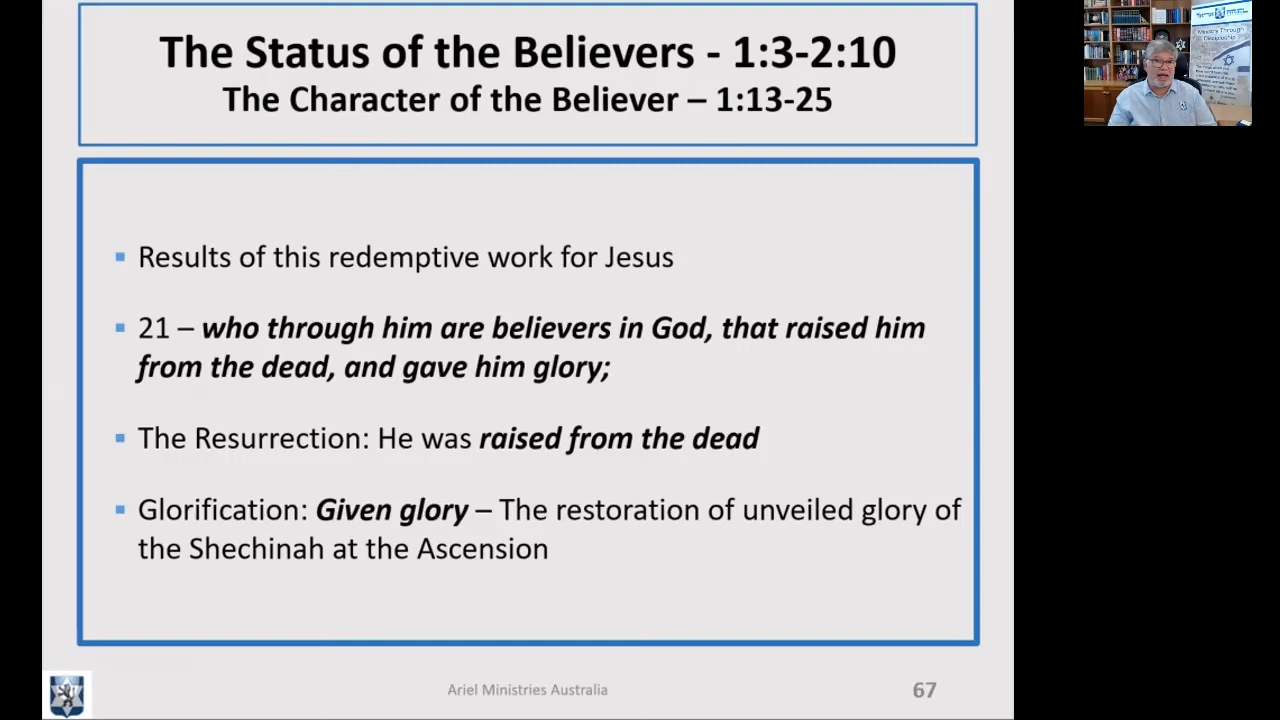 The Status of the Believers - 1:3-2:10
The Character of the Believer – 1:13-25
Results of this redemptive work for Jesus
21 – who through him are believers in God, that raised him
from the dead, and gave him glory;
The Resurrection: He was raised from the dead
Glorification: Given glory – The restoration of unveiled glory of
the Shechinah at the Ascension
Ariel Ministries Australia
67
Ministry Through
Discipleship